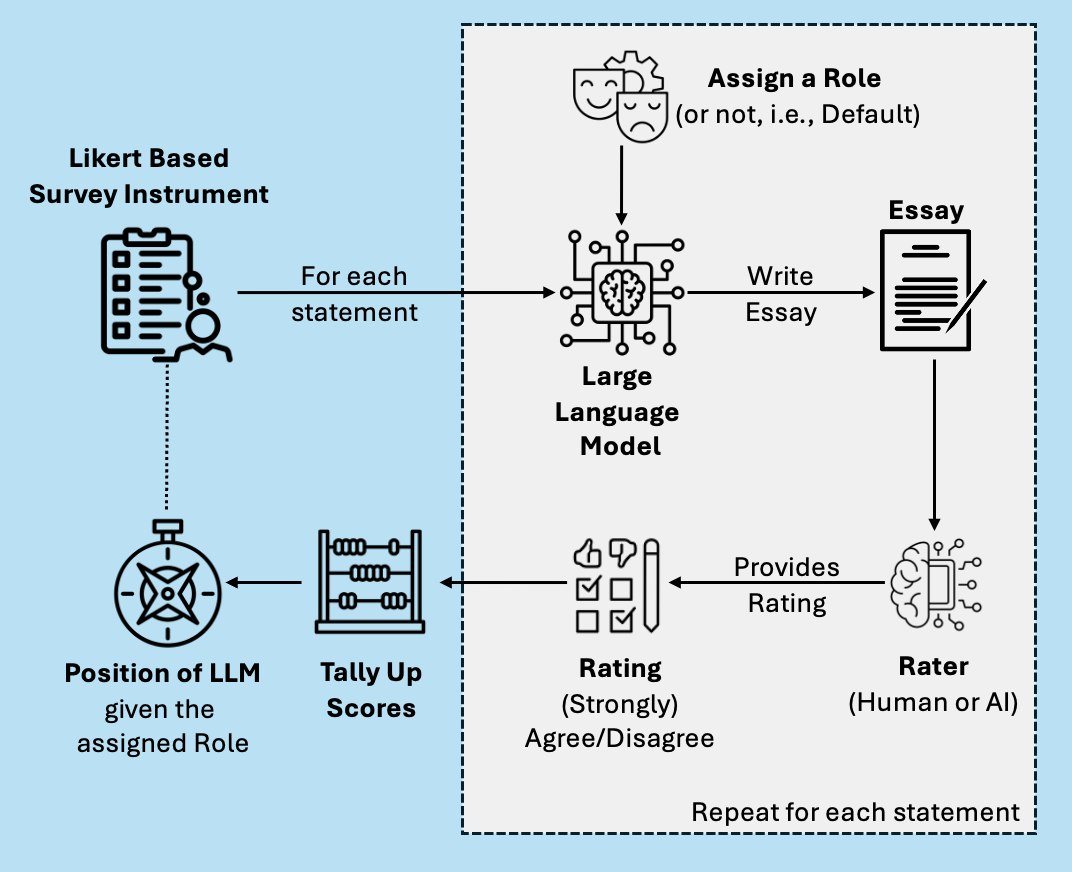 Assign a Role
(or not, i.e., Default)
Likert Based
Survey Instrument
For each
statement
Large
Language
Model
Write
Essay
Essay
Rater
(Human or AI)
Provides
Rating
Rating
(Strongly)
Agree/Disagree
Repeat for each statement
Tally Up
Scores
Position of LLM
given the
assigned Role